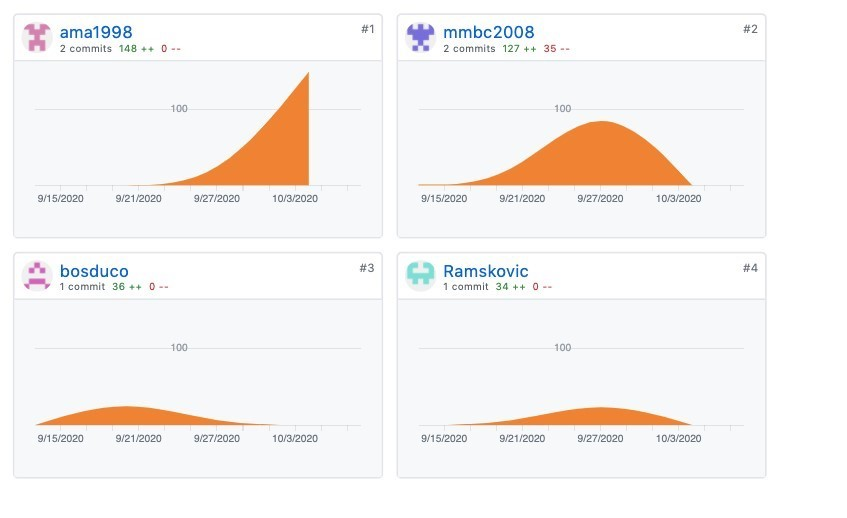 ama1998 #1
2 commits 148 ++ 0 --
100
9/15/2020 9/21/2020 9/27/2020 10/3/2020
mmbc2008 #2
2 commits 127 ++ 35 --
100
9/15/2020 9/21/2020 9/27/2020 10/3/2020
bosduco #3
1 commit 36 ++ 0 --
100
9/15/2020 9/21/2020 9/27/2020 10/3/2020
Ramskovic #4
1 commit 34 ++ 0 --
100
9/15/2020 9/21/2020 9/27/2020 10/3/2020